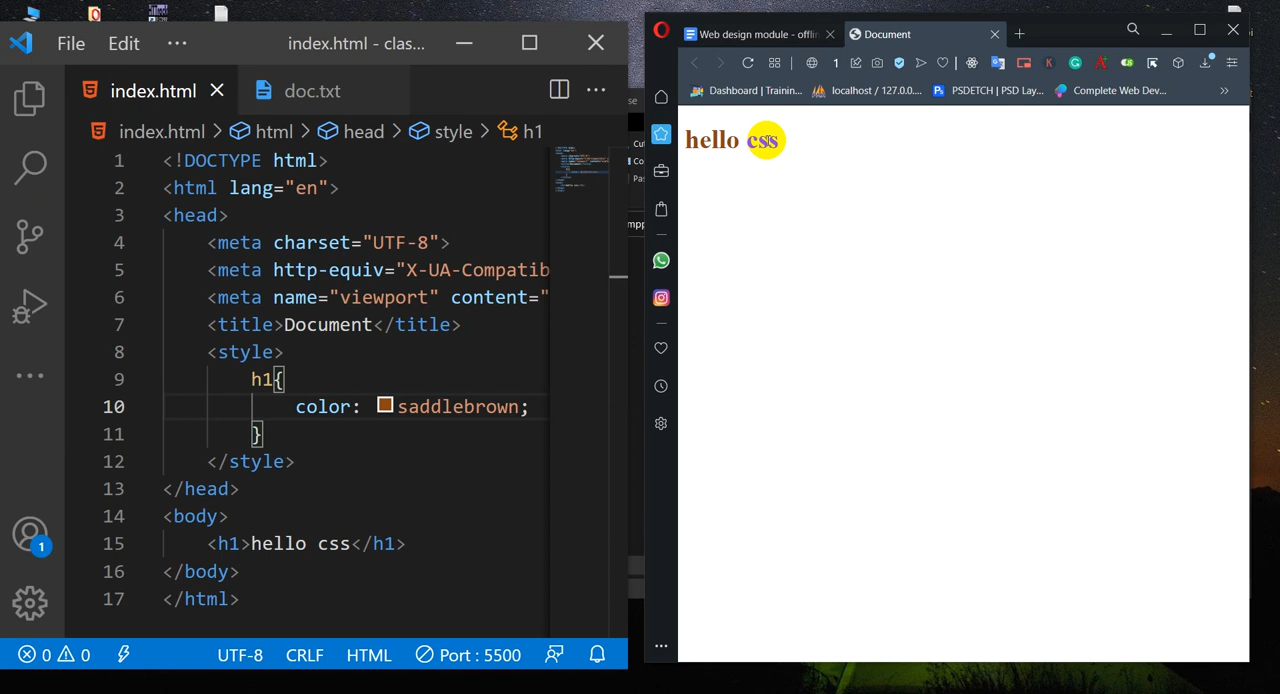 File Edit ··· index.html - clas...
index.html doc.txt ···
index.html > html > head > style > h1
1 <!DOCTYPE html>
2 <html lang="en">
3 <head>
4 <meta charset="UTF-8">
5 <meta http-equiv="X-UA-Compatib
6 <meta name="viewport" content="
7 <title>Document</title>
8 <style>
9 h1{
10 color: saddlebrown;
11 }
12 </style>
13 </head>
14 <body>
15 <h1>hello css</h1>
16 </body>
17 </html>
1
0 0 UTF-8 CRLF HTML Port : 5500
Web design module - offlin Document
1
Dashboard | Trainin... localhost / 127.0.0.... Ps PSDETCH | PSD Lay... Complete Web Dev... »
hello css